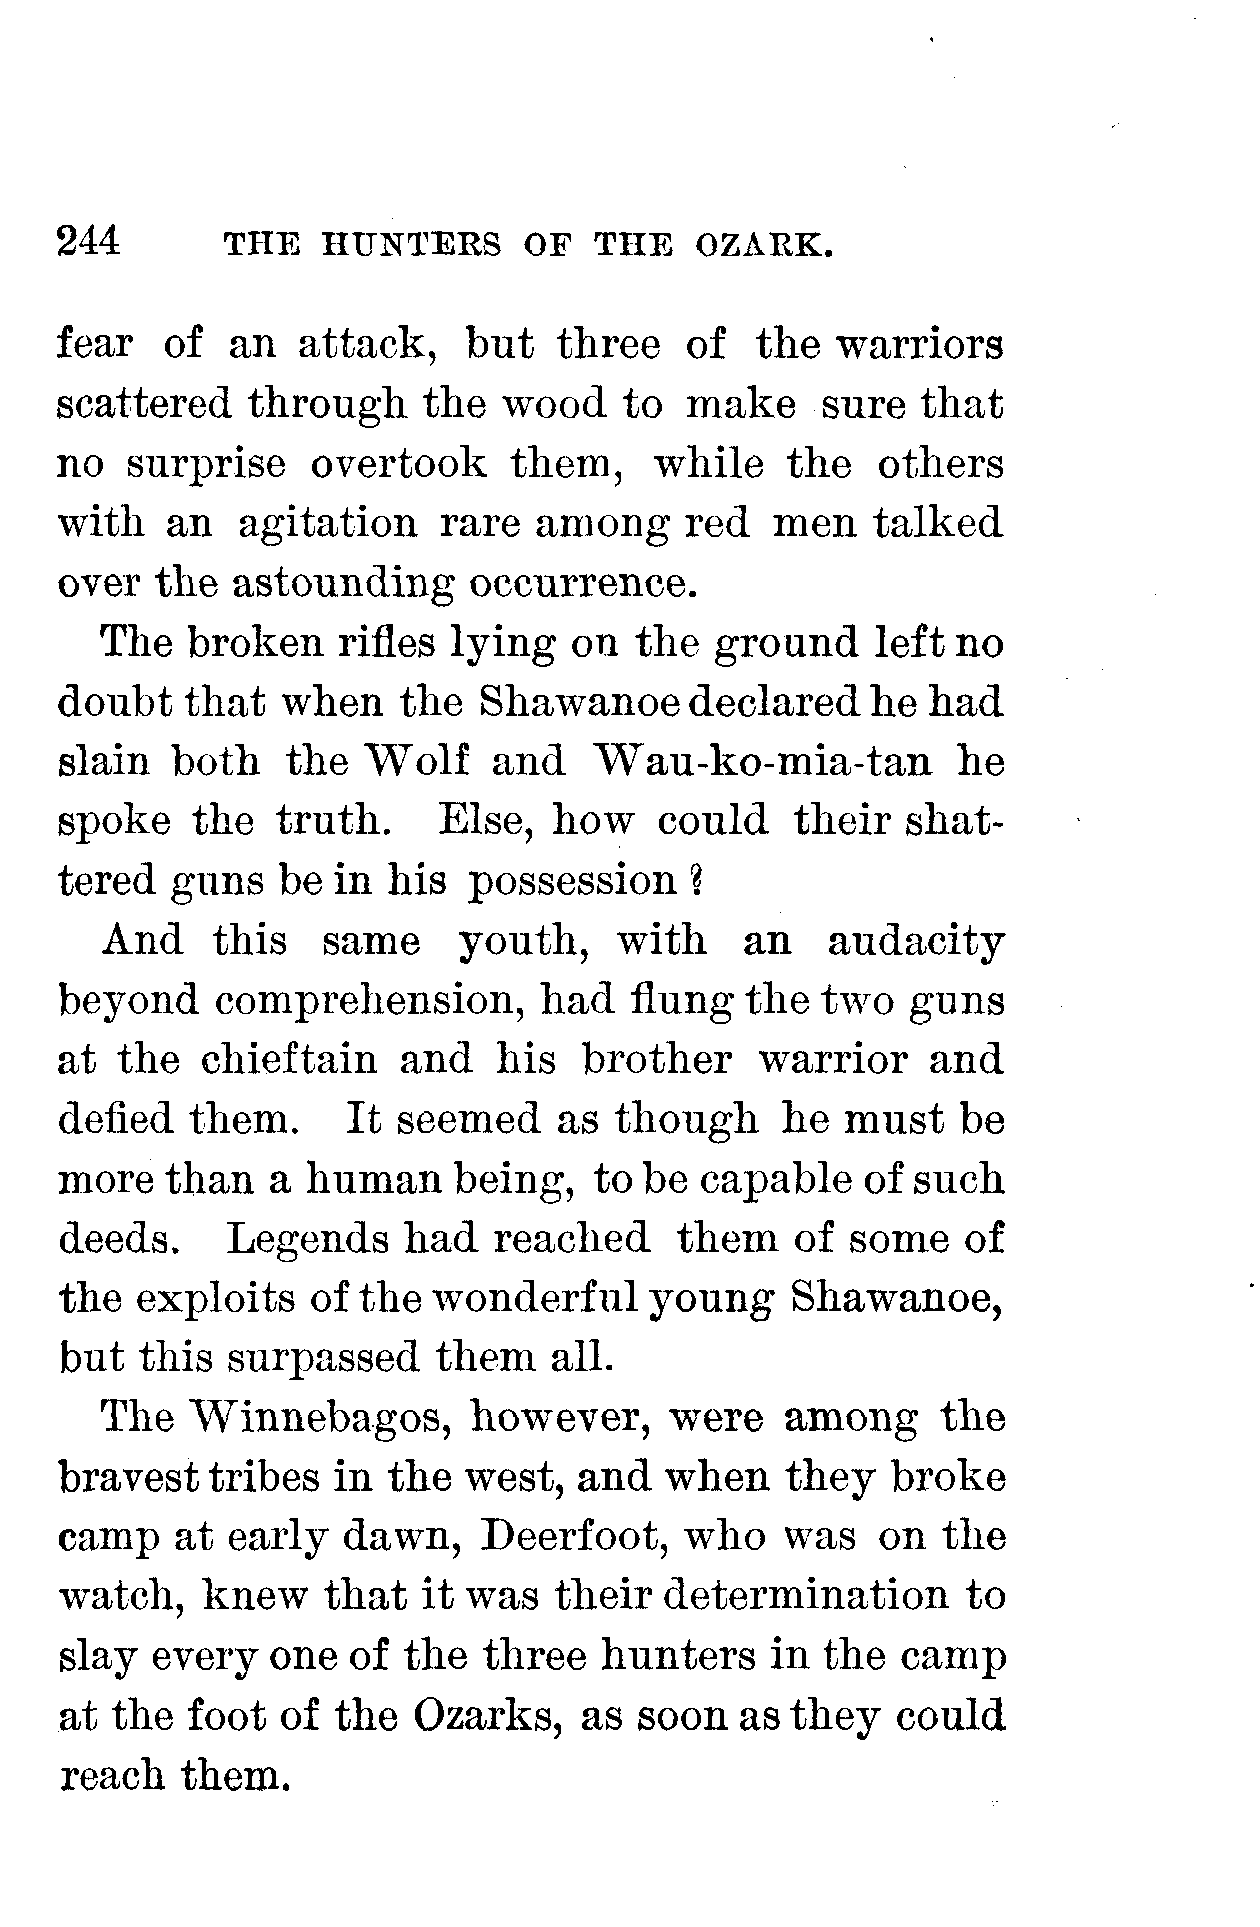 244 THE HUNTERS OF THE OZARK.
fear of an attack, but three of the warriors
scattered through the wood to make sure that
no surprise overtook them, while the others
with an agitation rare among red men talked
over the astounding occurrence.
The broken rifles lying on the ground left no
doubt that when the Shawanoe declared he had
slain both the Wolf and Wau-ko-mia-tan he
spoke the truth. Else, how could their shat-
tered guns be in his possession?
And this same youth, with an audacity
beyond comprehension, had flung the two guns
at the chieftain and his brother warrior and
defied them. It seemed as though he must be
more than a human being, to be capable of such
deeds. Legends had reached them of some of
the exploits of the wonderful young Shawanoe,
but this surpassed them all.
The Winnebagos, however, were among the
bravest tribes in the west, and when they broke
camp at early dawn, Deerfoot, who was on the
watch, knew that it was their determination to
slay every one of the three hunters in the camp
at the foot of the Ozarks, as soon as they could
reach them.